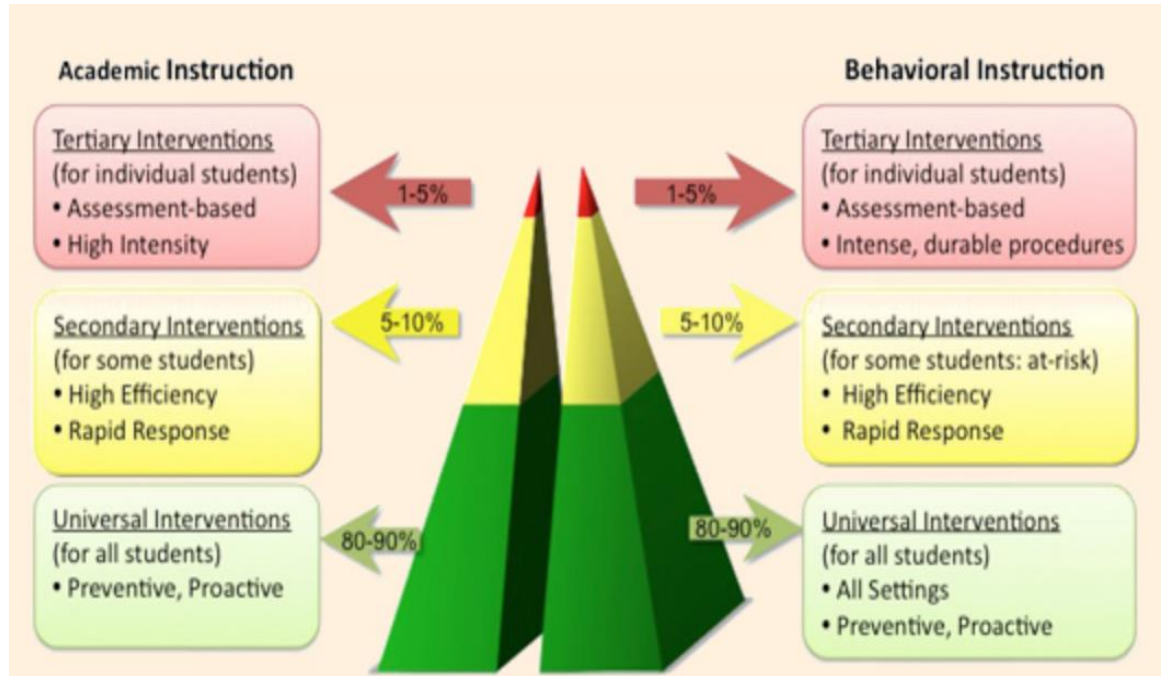 Academic Instruction
Tertiary Interventions
(for individual students)
• Assessment-based
• High Intensity
1-5%
Secondary Interventions
(for some students)
• High Efficiency
• Rapid Response
5-10%
Universal Interventions
(for all students)
• Preventive, Proactive
80-90%
Behavioral Instruction
1-5%
Tertiary Interventions
(for individual students)
• Assessment-based
• Intense, durable procedures
5-10%
Secondary Interventions
(for some students: at-risk)
• High Efficiency
• Rapid Response
80-90%
Universal Interventions
(for all students)
• All Settings
• Preventive, Proactive